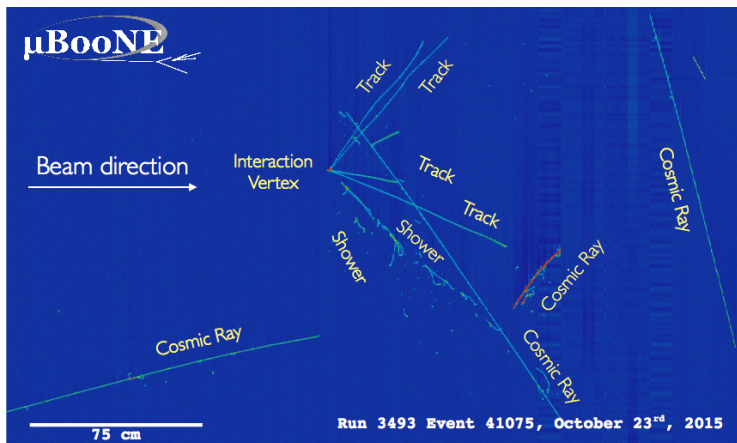 μBooNE
Track
Track
Beam direction
Interaction
Vertex
Track
Track
Cosmic Ray
Shower
Shower
Cosmic Ray
Cosmic Ray
Cosmic Ray
75 cm
Run 3493 Event 41075, October 23rd, 2015